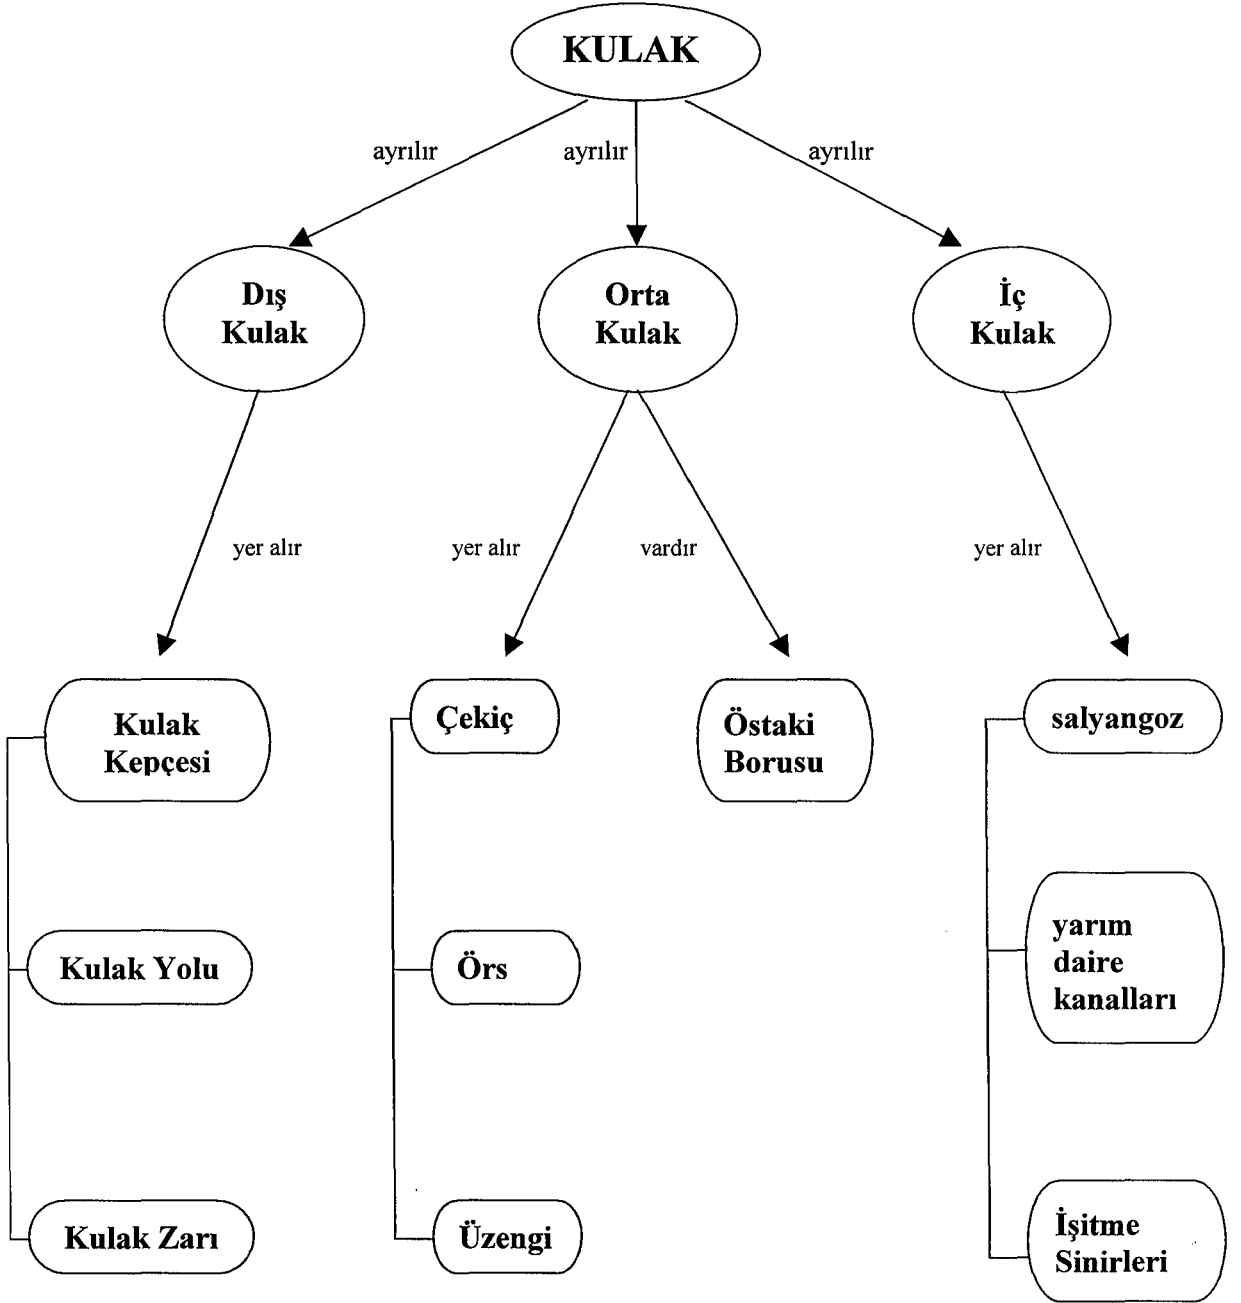 KULAK
ayrılır
ayrılır
ayrılır
Dış
Kulak
Orta
Kulak
İç
Kulak
yer alır
yer alır
vardır
yer alır
Kulak
Kepçesi
Çekiç
Östaki
Borusu
salyangoz
Kulak Yolu
Örs
yarım
daire
kanalları
Kulak Zarı
Üzengi
İşitme
Sinirleri